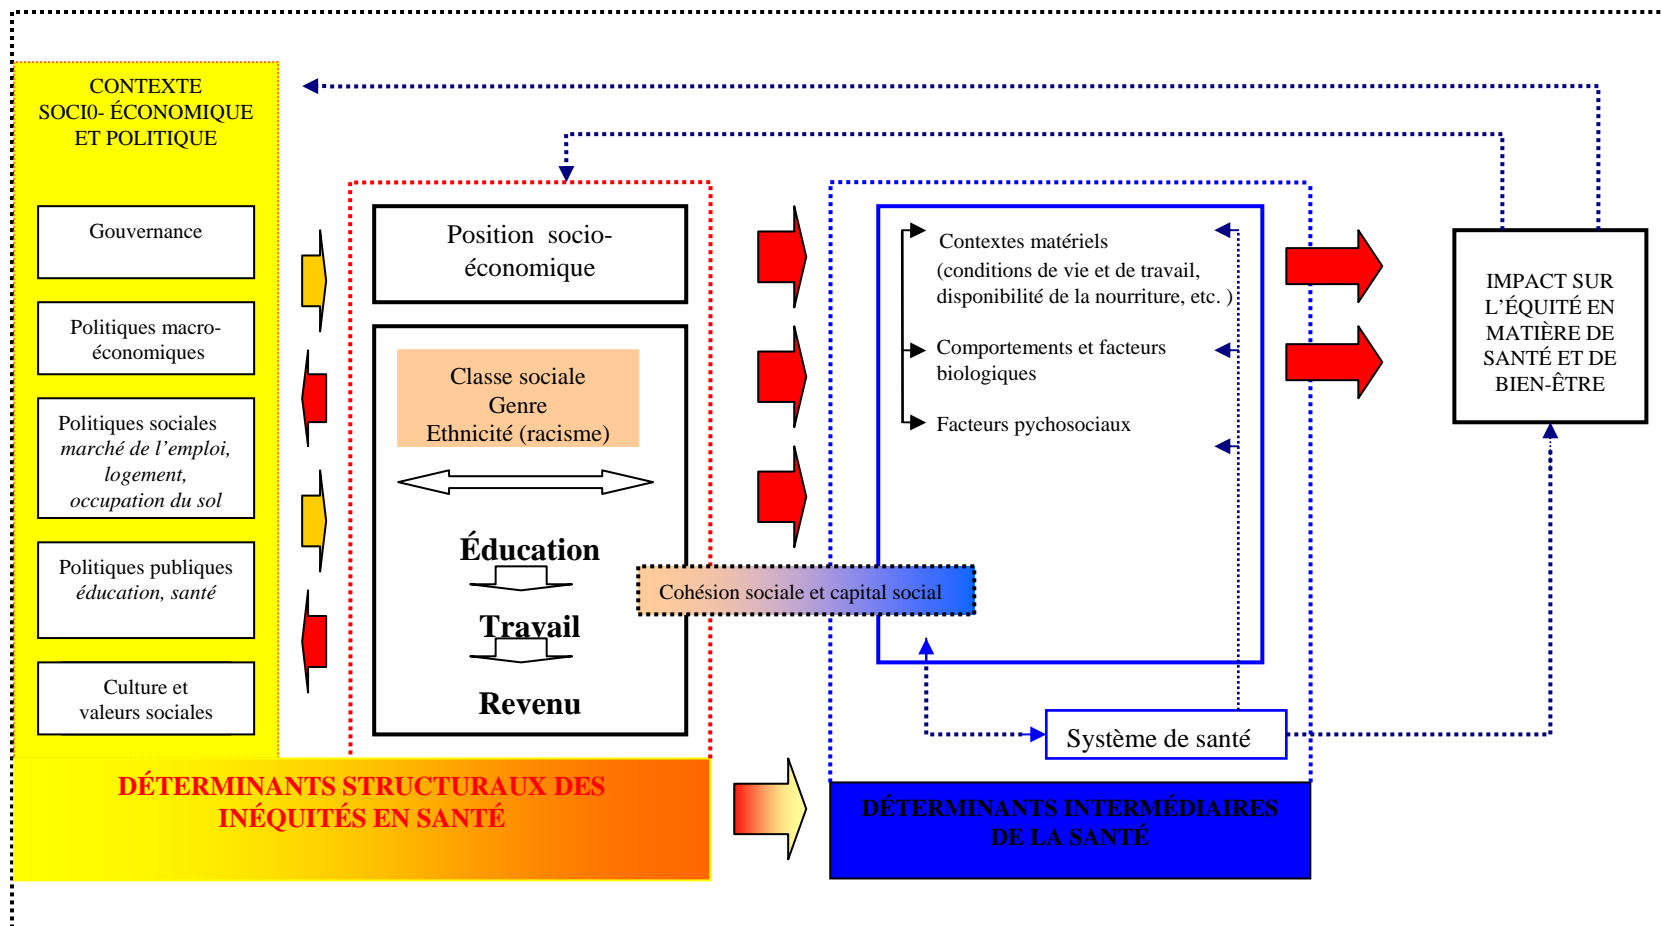 CONTEXTE
SOCI0- ÉCONOMIQUE
ET POLITIQUE
Gouvernance
Politiques macro-
économiques
Politiques sociales
marché de l’emploi,
logement,
occupation du sol
Politiques publiques
éducation, santé
Culture et
valeurs sociales
Position socio-
économique
Classe sociale
Genre
Ethnicité (racisme)
Éducation
Travail
Revenu
Cohésion sociale et capital social
Contextes matériels
(conditions de vie et de travail,
disponibilité de la nourriture, etc. )
Comportements et facteurs
biologiques
Facteurs pychosociaux
Système de santé
IMPACT SUR
L’ÉQUITÉ EN
MATIÈRE DE
SANTÉ ET DE
BIEN-ÊTRE
DÉTERMINANTS STRUCTURAUX DES
INÉQUITÉS EN SANTÉ
DÉTERMINANTS INTERMÉDIAIRES
DE LA SANTÉ